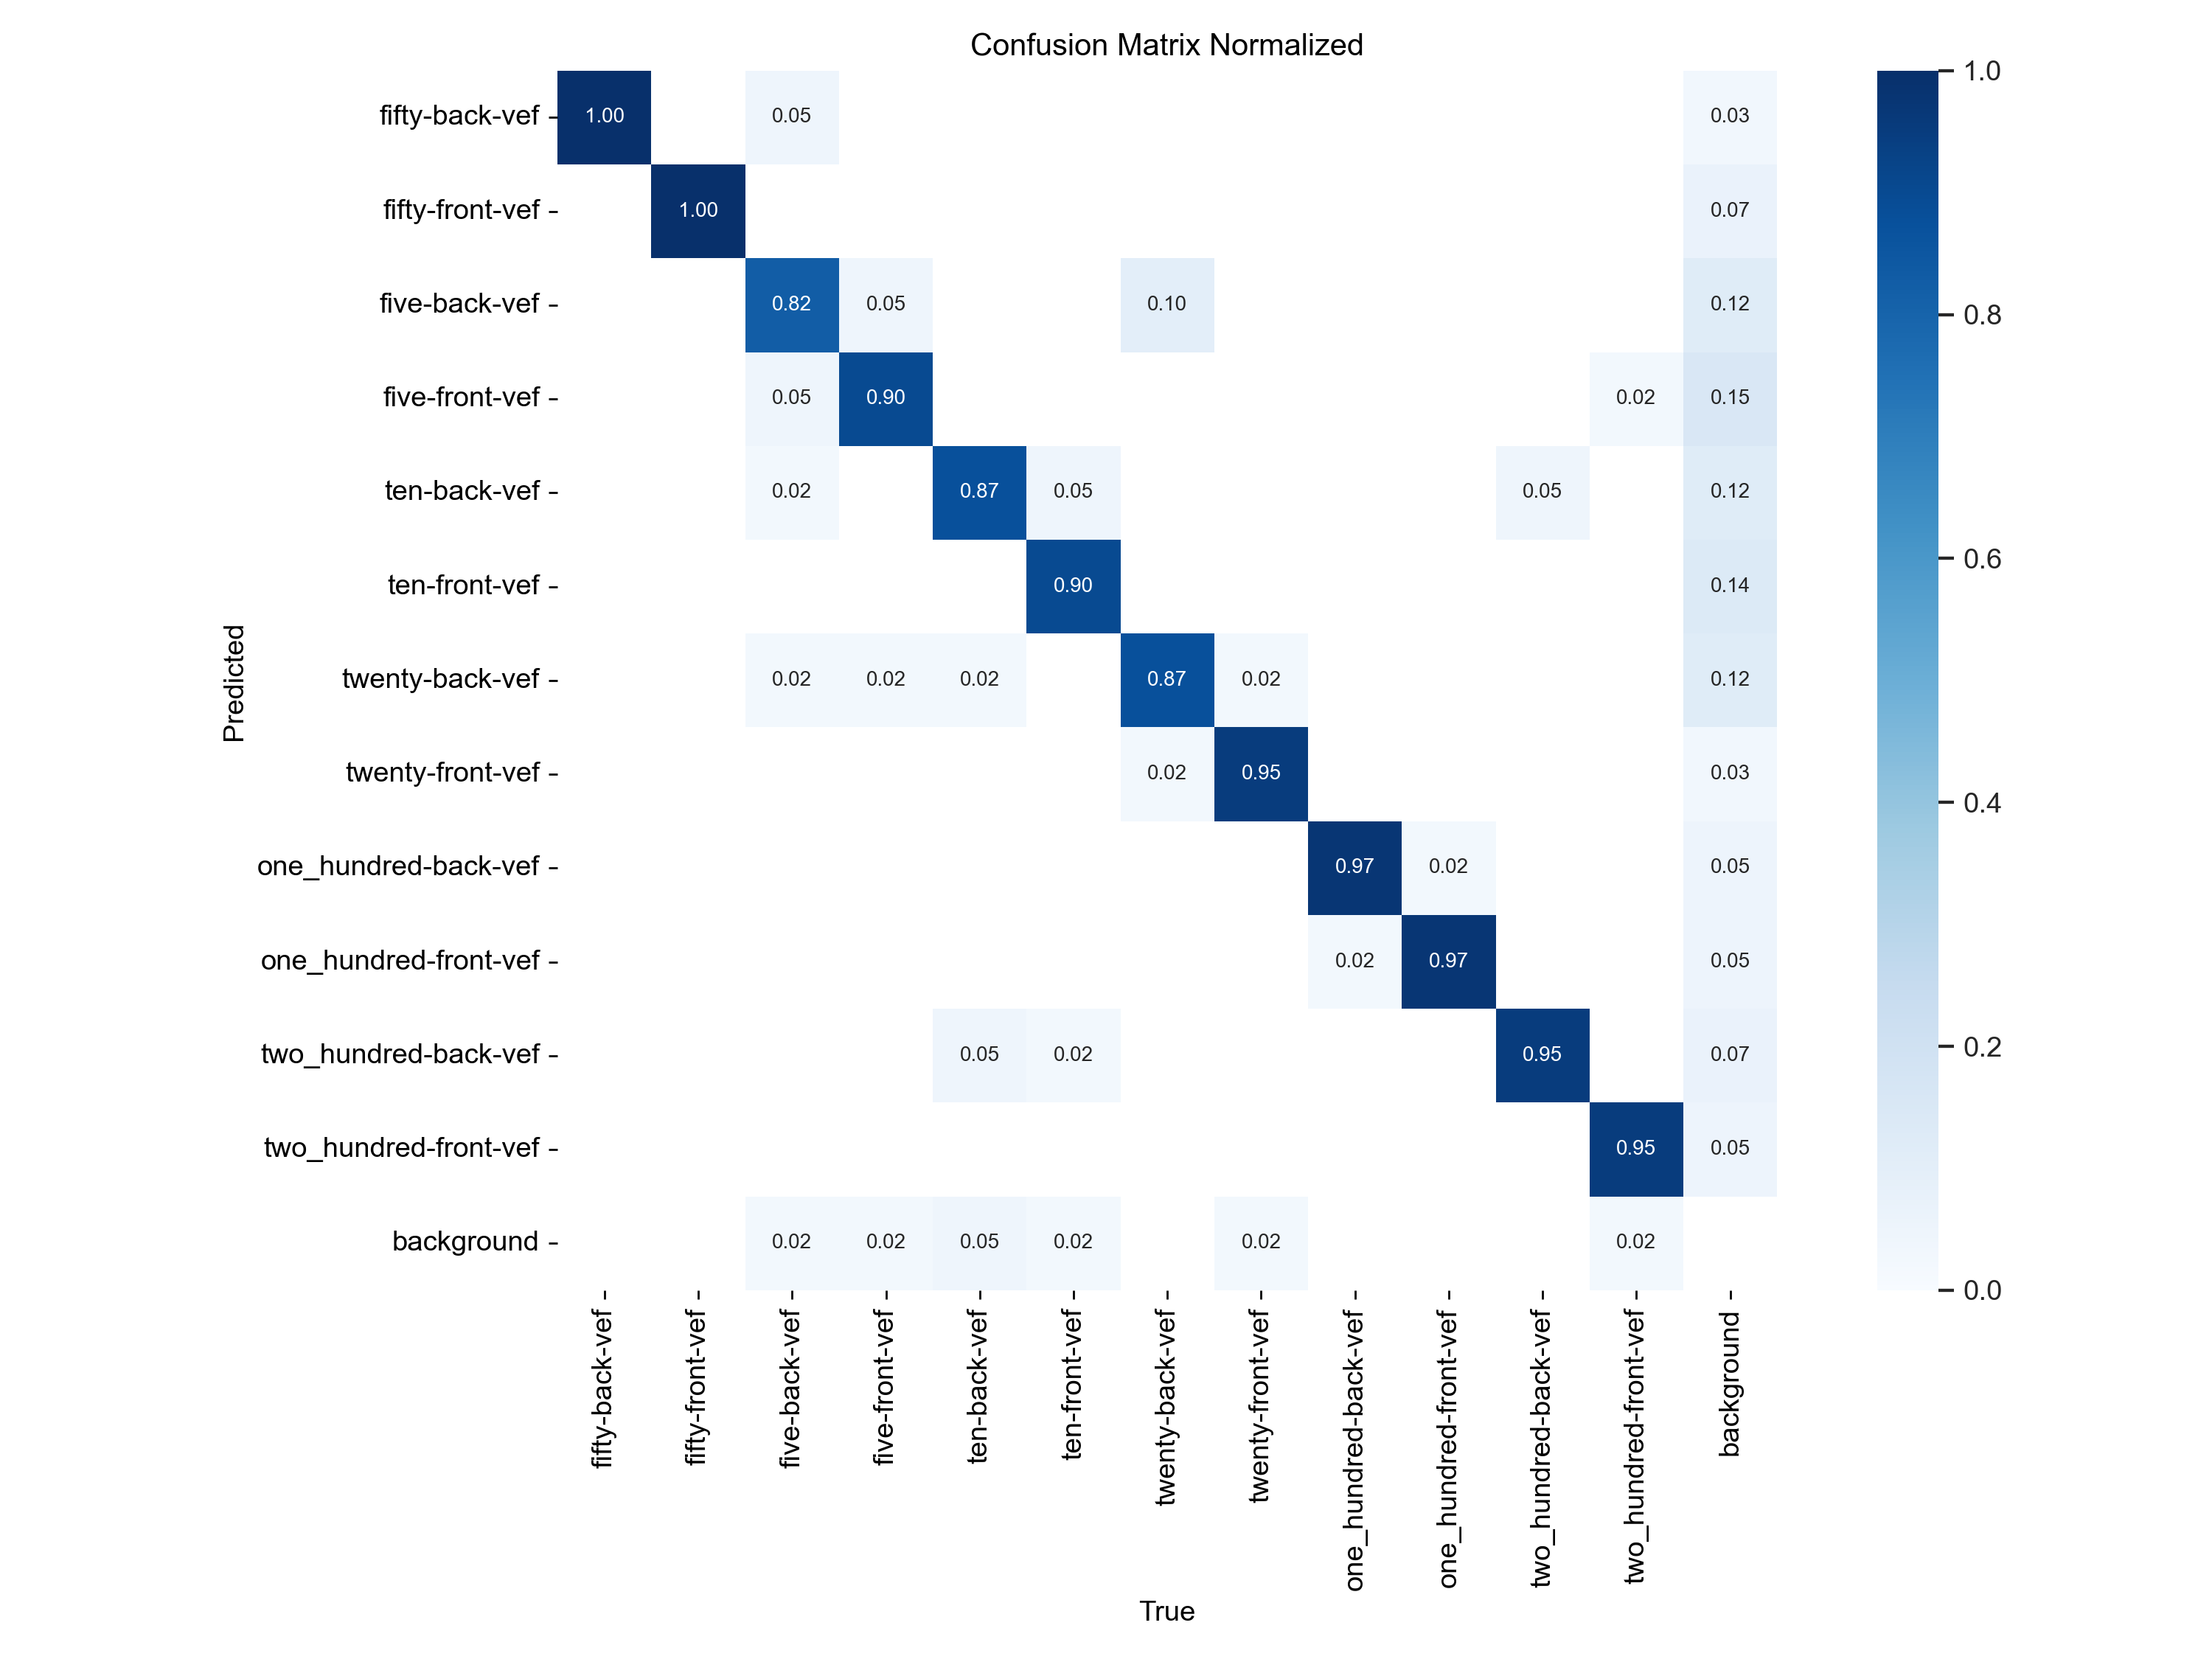 Confusion Matrix Normalized
fifty-back-vef 1.00 0.05 0.03
fifty-front-vef 1.00 0.07
five-back-vef 0.82 0.05 0.10 0.12
five-front-vef 0.05 0.90 0.02 0.15
ten-back-vef 0.02 0.87 0.05 0.05 0.12
ten-front-vef 0.90 0.14
twenty-back-vef 0.02 0.02 0.02 0.87 0.02 0.12
twenty-front-vef 0.02 0.95 0.03
one_hundred-back-vef 0.97 0.02 0.05
one_hundred-front-vef 0.02 0.97 0.05
two_hundred-back-vef 0.05 0.02 0.95 0.07
two_hundred-front-vef 0.95 0.05
background 0.02 0.02 0.05 0.02 0.02 0.02
Predicted
fifty-back-vef
fifty-front-vef
five-back-vef
five-front-vef
ten-back-vef
ten-front-vef
twenty-back-vef
twenty-front-vef
one_hundred-back-vef
one_hundred-front-vef
two_hundred-back-vef
two_hundred-front-vef
background
True
1.0
0.8
0.6
0.4
0.2
0.0